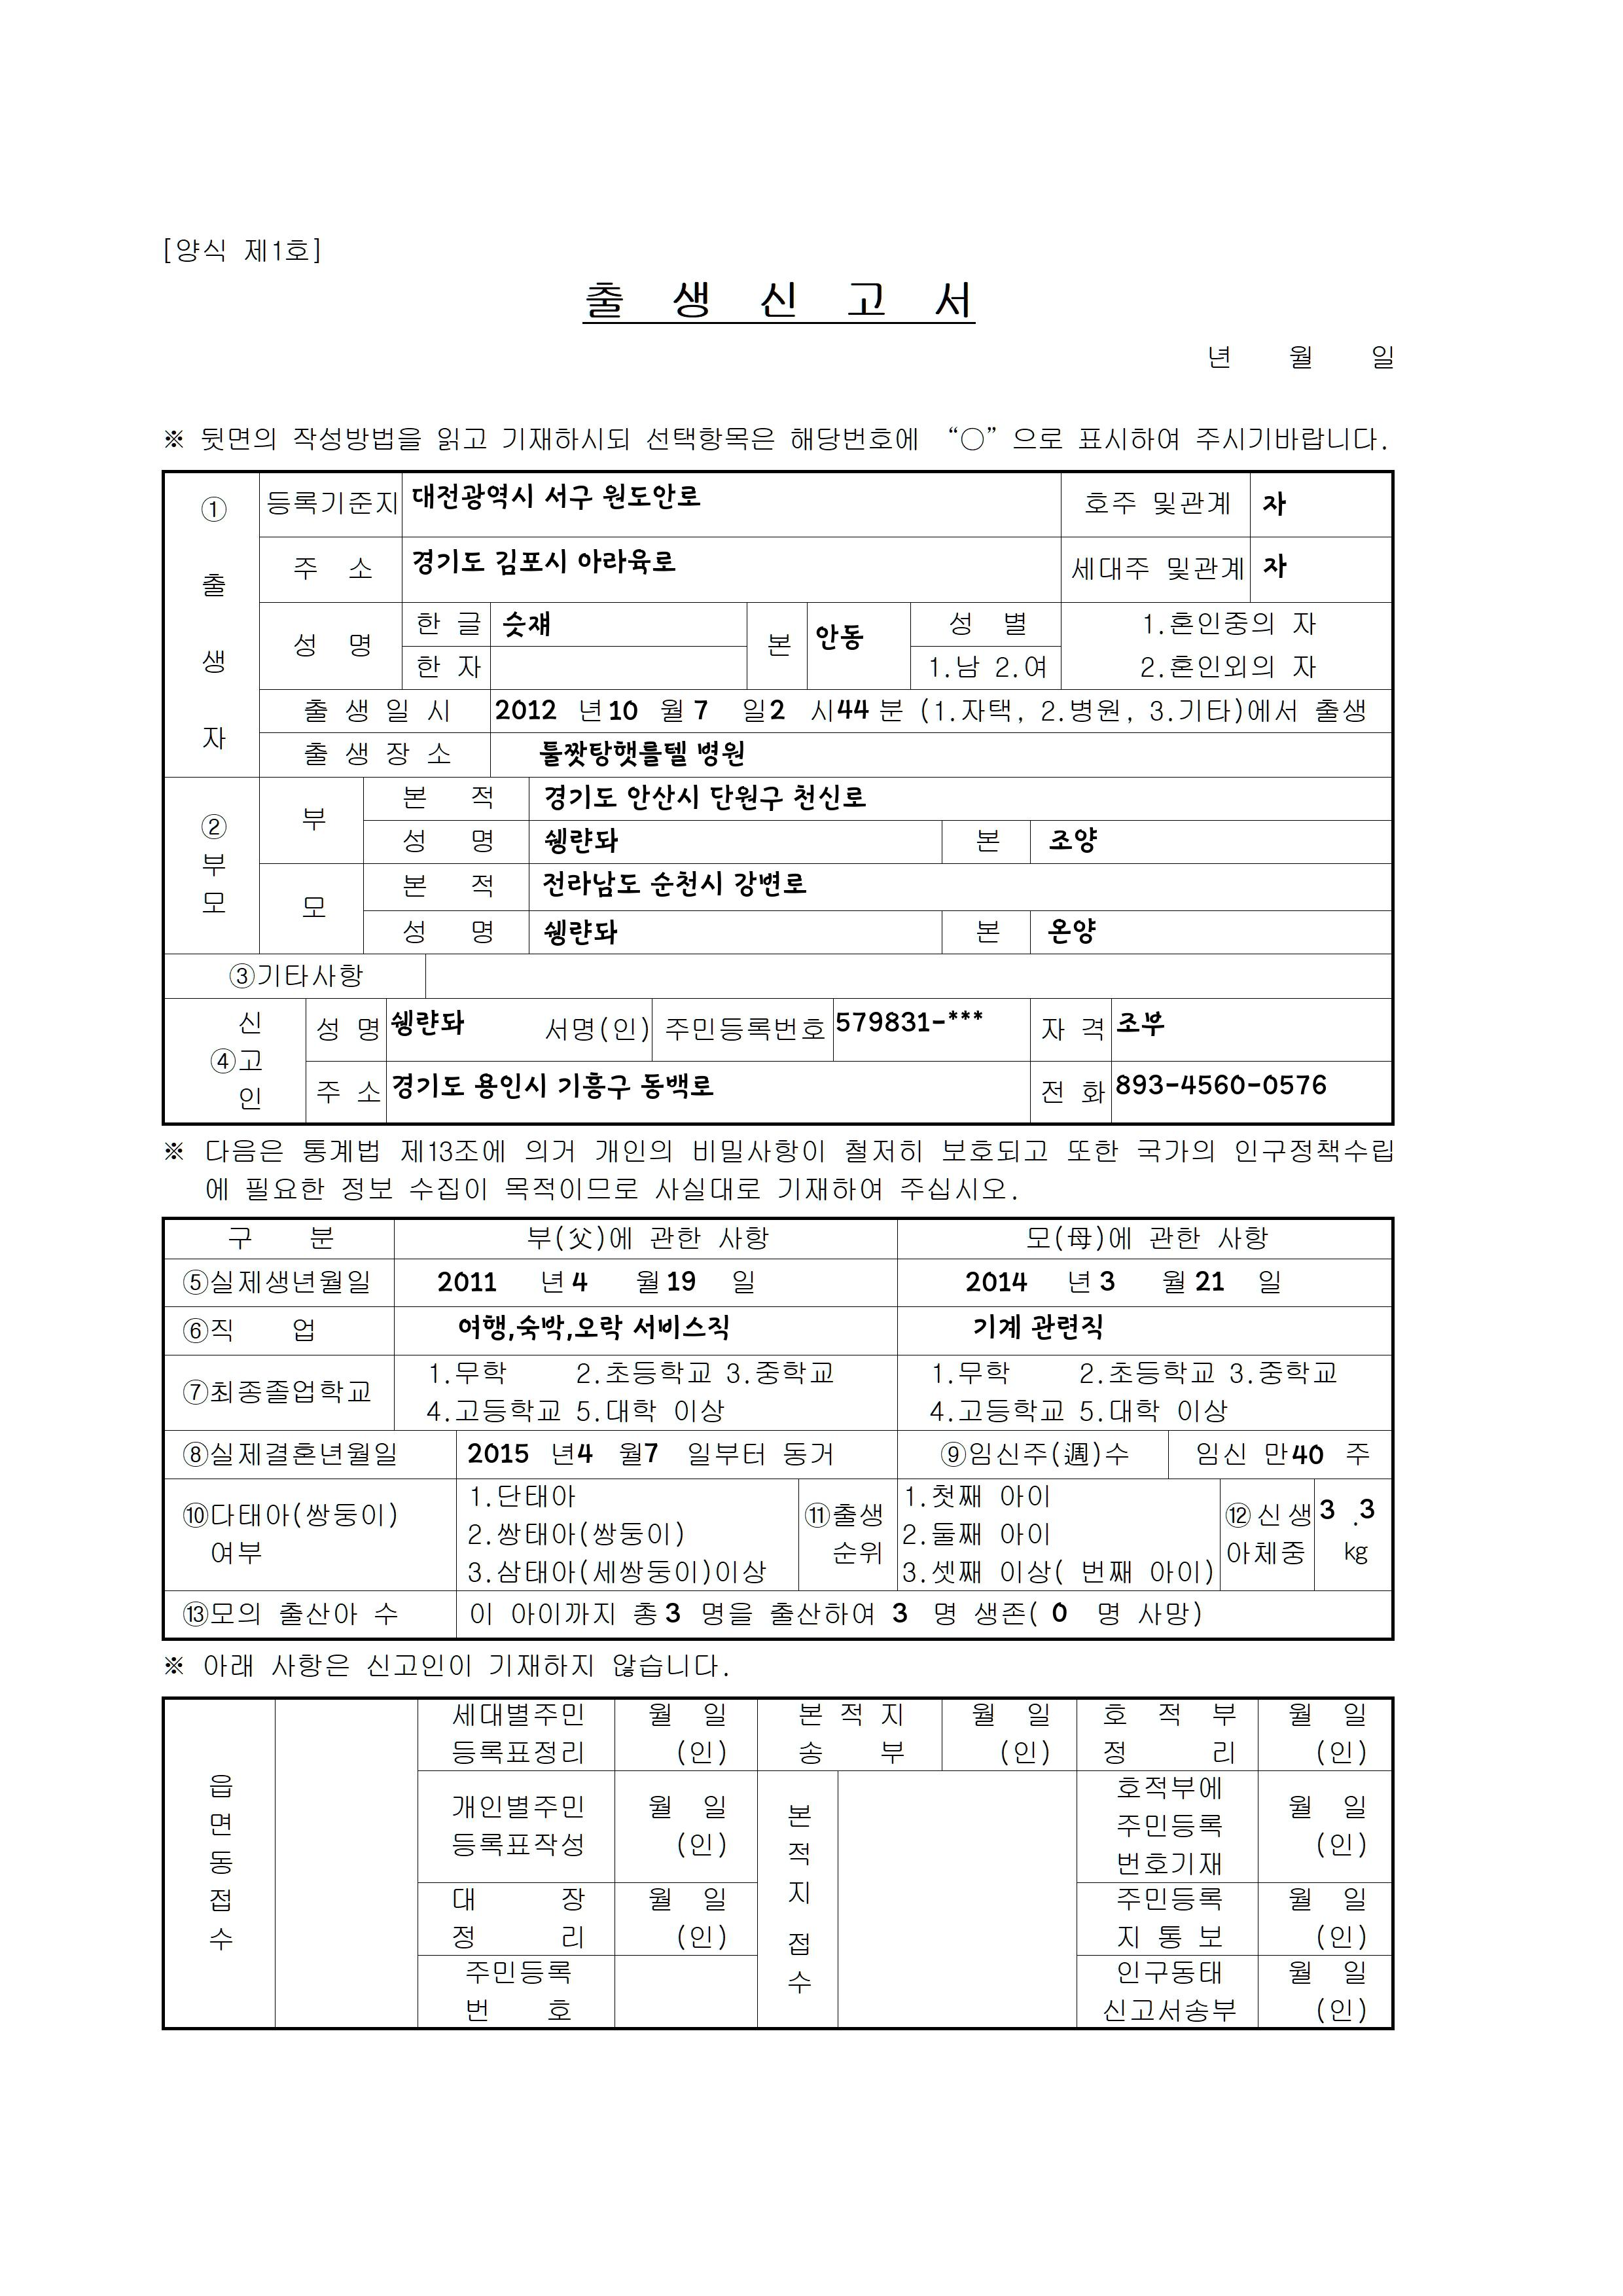 [양식 제1호]
출 생 신 고 서
년 월 일
※ 뒷면의 작성방법을 읽고 기재하시되 선택항목은 해당번호에 “○”으로 표시하여 주시기바랍니다.
① 출 생 자
등록기준지 대전광역시 서구 원도안로 호주 및관계 자
주 소 경기도 김포시 아라육로 세대주 및관계 자
성 명 한 글 슷쟤 본 안동 성 별 1.혼인중의 자
한 자 1.남 2.여 2.혼인외의 자
출 생 일 시 2012 년 10 월 7 일 2 시 44 분 (1.자택, 2.병원, 3.기타)에서 출생
출 생 장 소 툴짯탕햇를텔 병원
② 부 모
부 본 적 경기도 안산시 단원구 천신로
성 명 쉥략돠 본 조양
모 본 적 전라남도 순천시 강변로
성 명 쉥략돠 본 온양
③기타사항
④ 신 고 인
성 명 쉥략돠 서명(인) 주민등록번호 579831-*** 자 격 조부
주 소 경기도 용인시 기흥구 동백로 전 화 893-4560-0576
※ 다음은 통계법 제13조에 의거 개인의 비밀사항이 철저히 보호되고 또한 국가의 인구정책수립
에 필요한 정보 수집이 목적이므로 사실대로 기재하여 주십시오.
구 분 부(父)에 관한 사항 모(母)에 관한 사항
⑤실제생년월일 2011 년 4 월 19 일 2014 년 3 월 21 일
⑥직 업 여행,숙박,오락 서비스직 기계 관련직
⑦최종졸업학교 1.무학 2.초등학교 3.중학교 1.무학 2.초등학교 3.중학교
4.고등학교 5.대학 이상 4.고등학교 5.대학 이상
⑧실제결혼년월일 2015 년 4 월 7 일부터 동거 ⑨임신주(週)수 임신 만 40 주
⑩다태아(쌍둥이) 여부
1.단태아
2.쌍태아(쌍둥이)
3.삼태아(세쌍둥이)이상
⑪출생 순위
1.첫째 아이
2.둘째 아이
3.셋째 이상( 번째 아이)
⑫신생 아체중 3 .3 kg
⑬모의 출산아 수 이 아이까지 총 3 명을 출산하여 3 명 생존( 0 명 사망)
※ 아래 사항은 신고인이 기재하지 않습니다.
읍 면 동 접 수
세대별주민 등록표정리 월 일 (인)
본 적 지 송 부 월 일 (인)
호 적 부 정 리 월 일 (인)
개인별주민 등록표작성 월 일 (인)
본 적 지 접 수
호적부에 주민등록 번호기재 월 일 (인)
대 장 정 리 월 일 (인)
주민등록 지 통 보 월 일 (인)
주민등록 번 호
인구동태 신고서송부 월 일 (인)